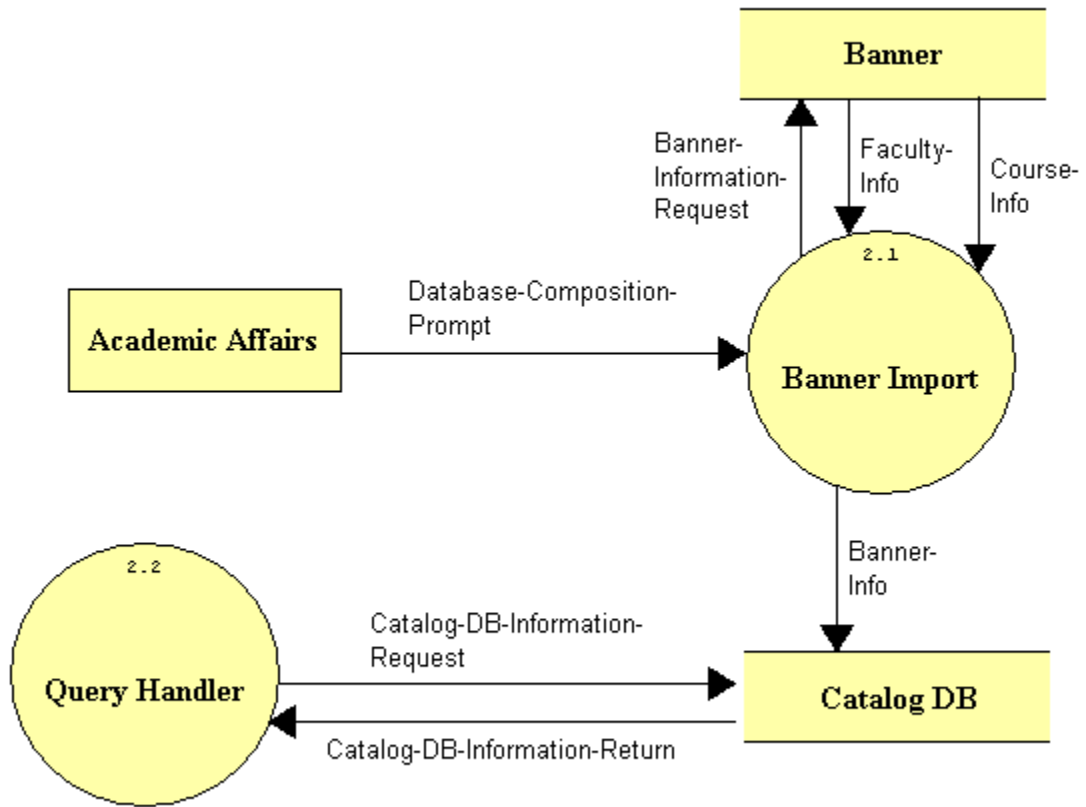 Banner
Banner-
Information-
Request
Faculty-
Info
Course-
Info
2.1
Banner Import
Database-Composition-
Prompt
Academic Affairs
Banner-
Info
2.2
Query Handler
Catalog-DB-Information-
Request
Catalog DB
Catalog-DB-Information-Return